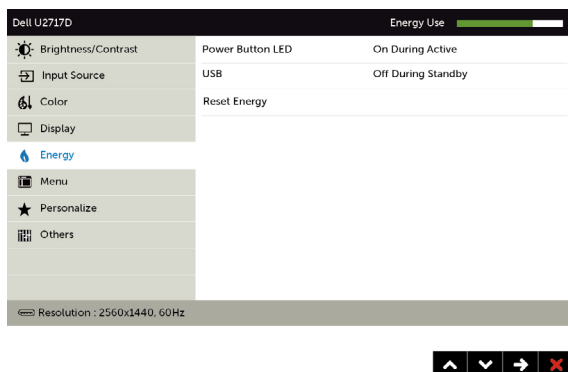 Dell U2717D Energy Use
Brightness/Contrast Power Button LED On During Active
Input Source USB Off During Standby
Color Reset Energy
Display
Energy
Menu
Personalize
Others
Resolution : 2560x1440, 60Hz